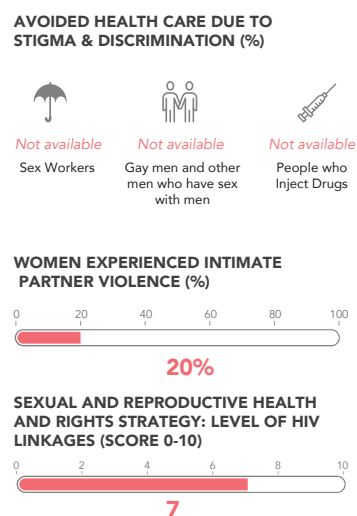 AVOIDED HEALTH CARE DUE TO
STIGMA & DISCRIMINATION (%)
Not available Not available Not available
Sex Workers Gay men and other People who
men who have sex Inject Drugs
with men
WOMEN EXPERIENCED INTIMATE
PARTNER VIOLENCE (%)
0 20 40 60 80 100
20%
SEXUAL AND REPRODUCTIVE HEALTH
AND RIGHTS STRATEGY: LEVEL OF HIV
LINKAGES (SCORE 0-10)
0 2 4 6 8 10
7